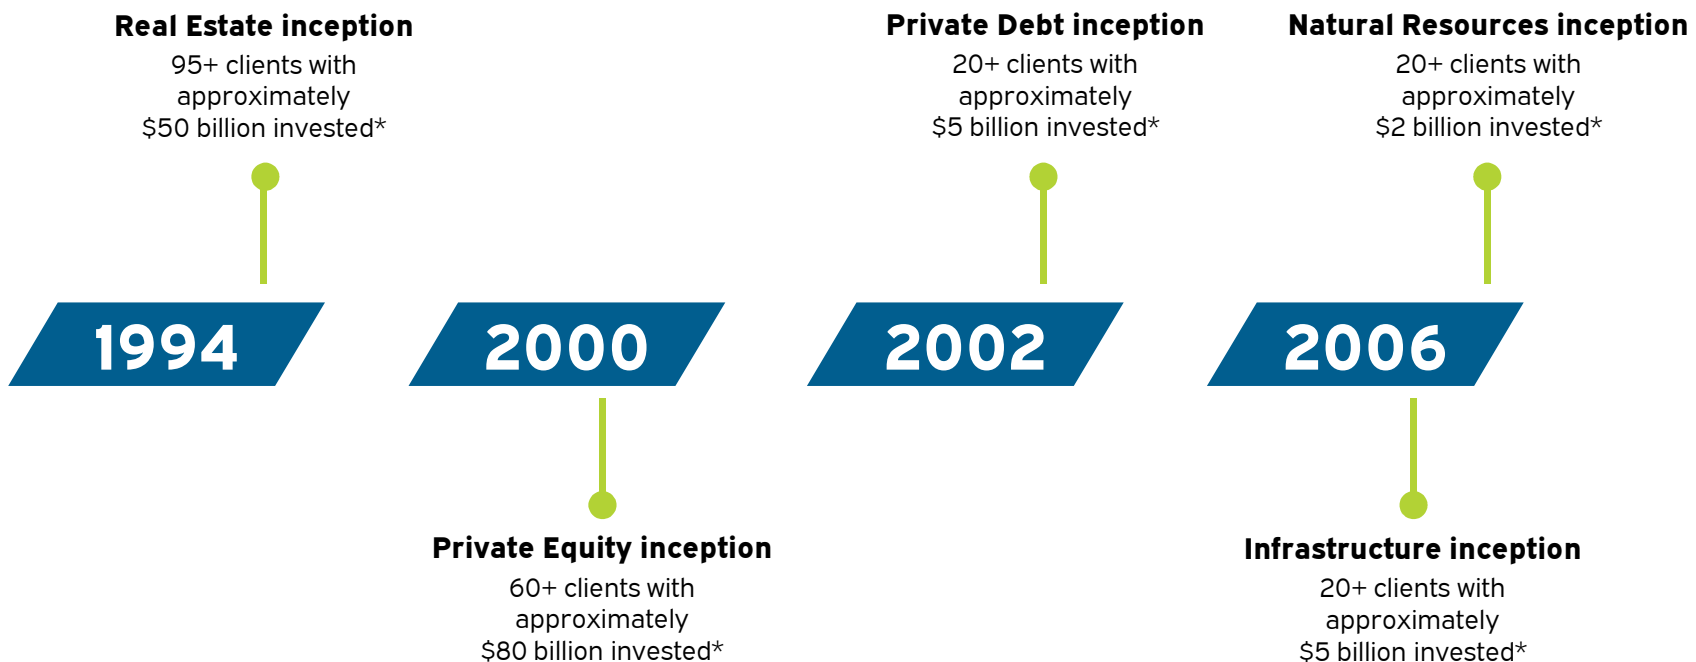 Real Estate inception
95+ clients with
approximately
$50 billion invested*
Private Debt inception
20+ clients with
approximately
$5 billion invested*
Natural Resources inception
20+ clients with
approximately
$2 billion invested*
1994
2000
2002
2006
Private Equity inception
60+ clients with
approximately
$80 billion invested*
Infrastructure inception
20+ clients with
approximately
$5 billion invested*